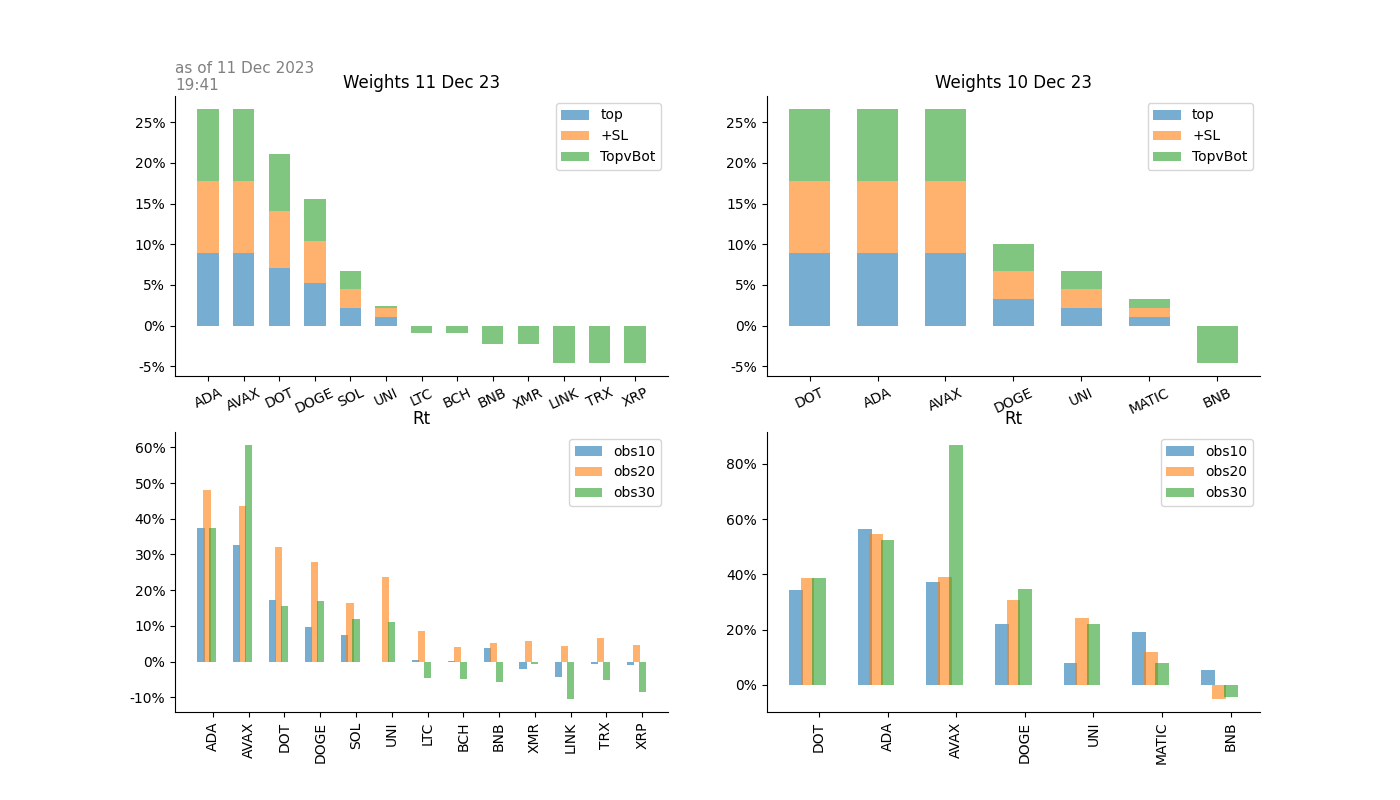 as of 11 Dec 2023
19:41
Weights 11 Dec 23
25%
20%
15%
10%
5%
0%
-5%
top
+SL
TopvBot
ADA AVAX DOT DOGE SOL UNI LTC BCH BNB XMR LINK TRX XRP
Weights 10 Dec 23
25%
20%
15%
10%
5%
0%
-5%
top
+SL
TopvBot
DOT ADA AVAX DOGE UNI MATIC BNB
Rt
60%
50%
40%
30%
20%
10%
0%
-10%
obs10
obs20
obs30
ADA AVAX DOT DOGE SOL UNI LTC BCH BNB XMR LINK TRX XRP
Rt
80%
60%
40%
20%
0%
obs10
obs20
obs30
DOT ADA AVAX DOGE UNI MATIC BNB